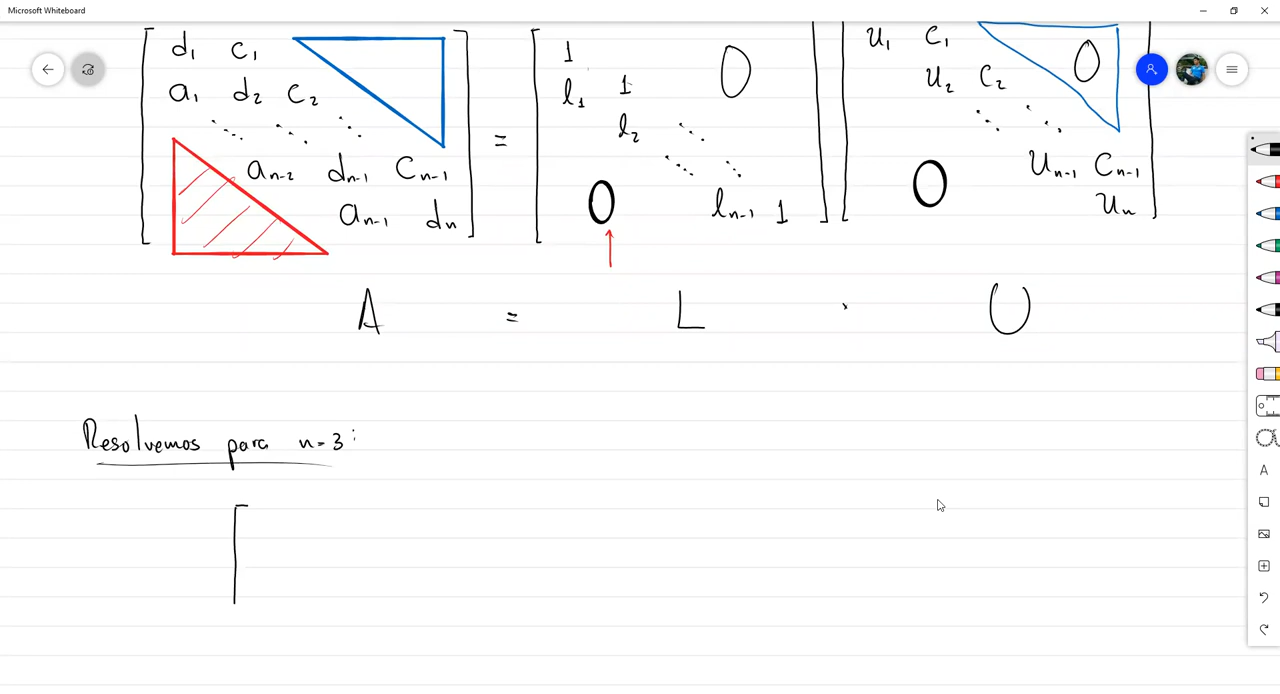 Microsoft Whiteboard
d₁ c₁
a₁ d₂ c₂
⋱ ⋱ ⋱
aₙ₋₂ dₙ₋₁ cₙ₋₁
aₙ₋₁ dₙ
=
1 0
l₁ 1
l₂ ⋱
⋱ ⋱
0 lₙ₋₁ 1
u₁ c₁ 0
u₂ c₂
⋱ ⋱
uₙ₋₁ cₙ₋₁
0 uₙ
A = L · U
Resolvemos para n=3:
A